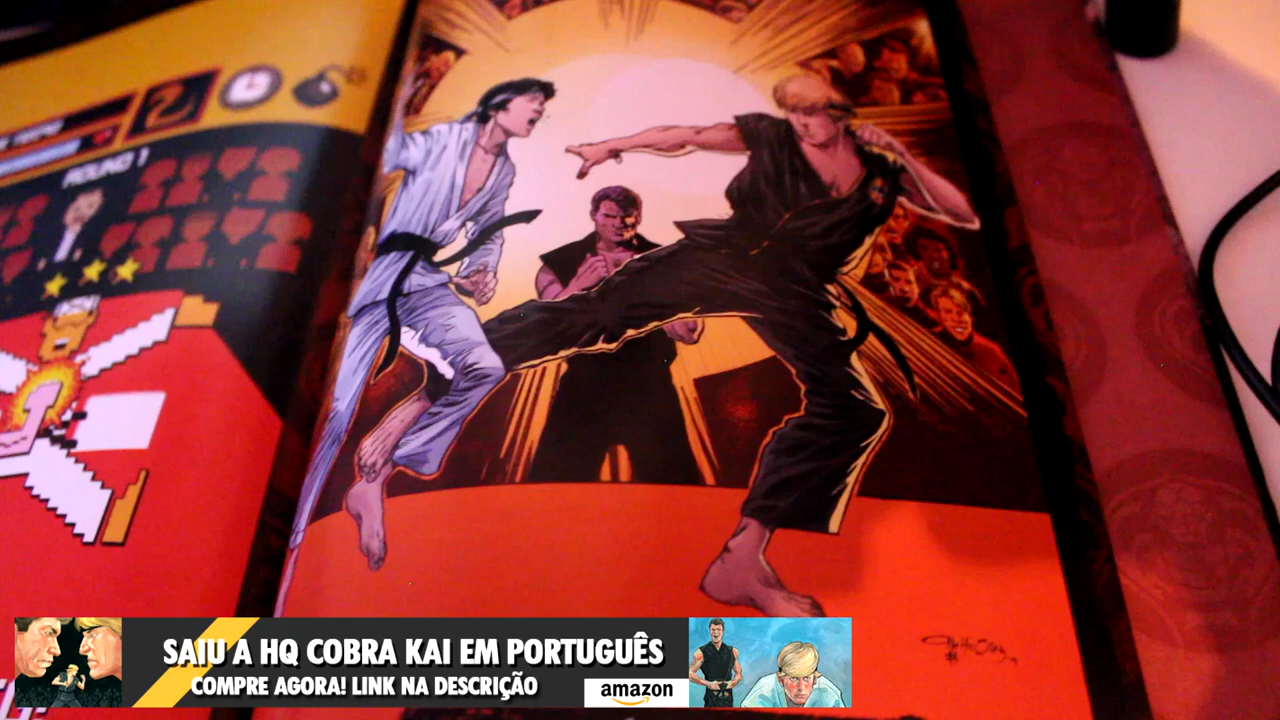 ROUND 1
SAIU A HQ COBRA KAI EM PORTUGUÊS
COMPRE AGORA! LINK NA DESCRIÇÃO
amazon